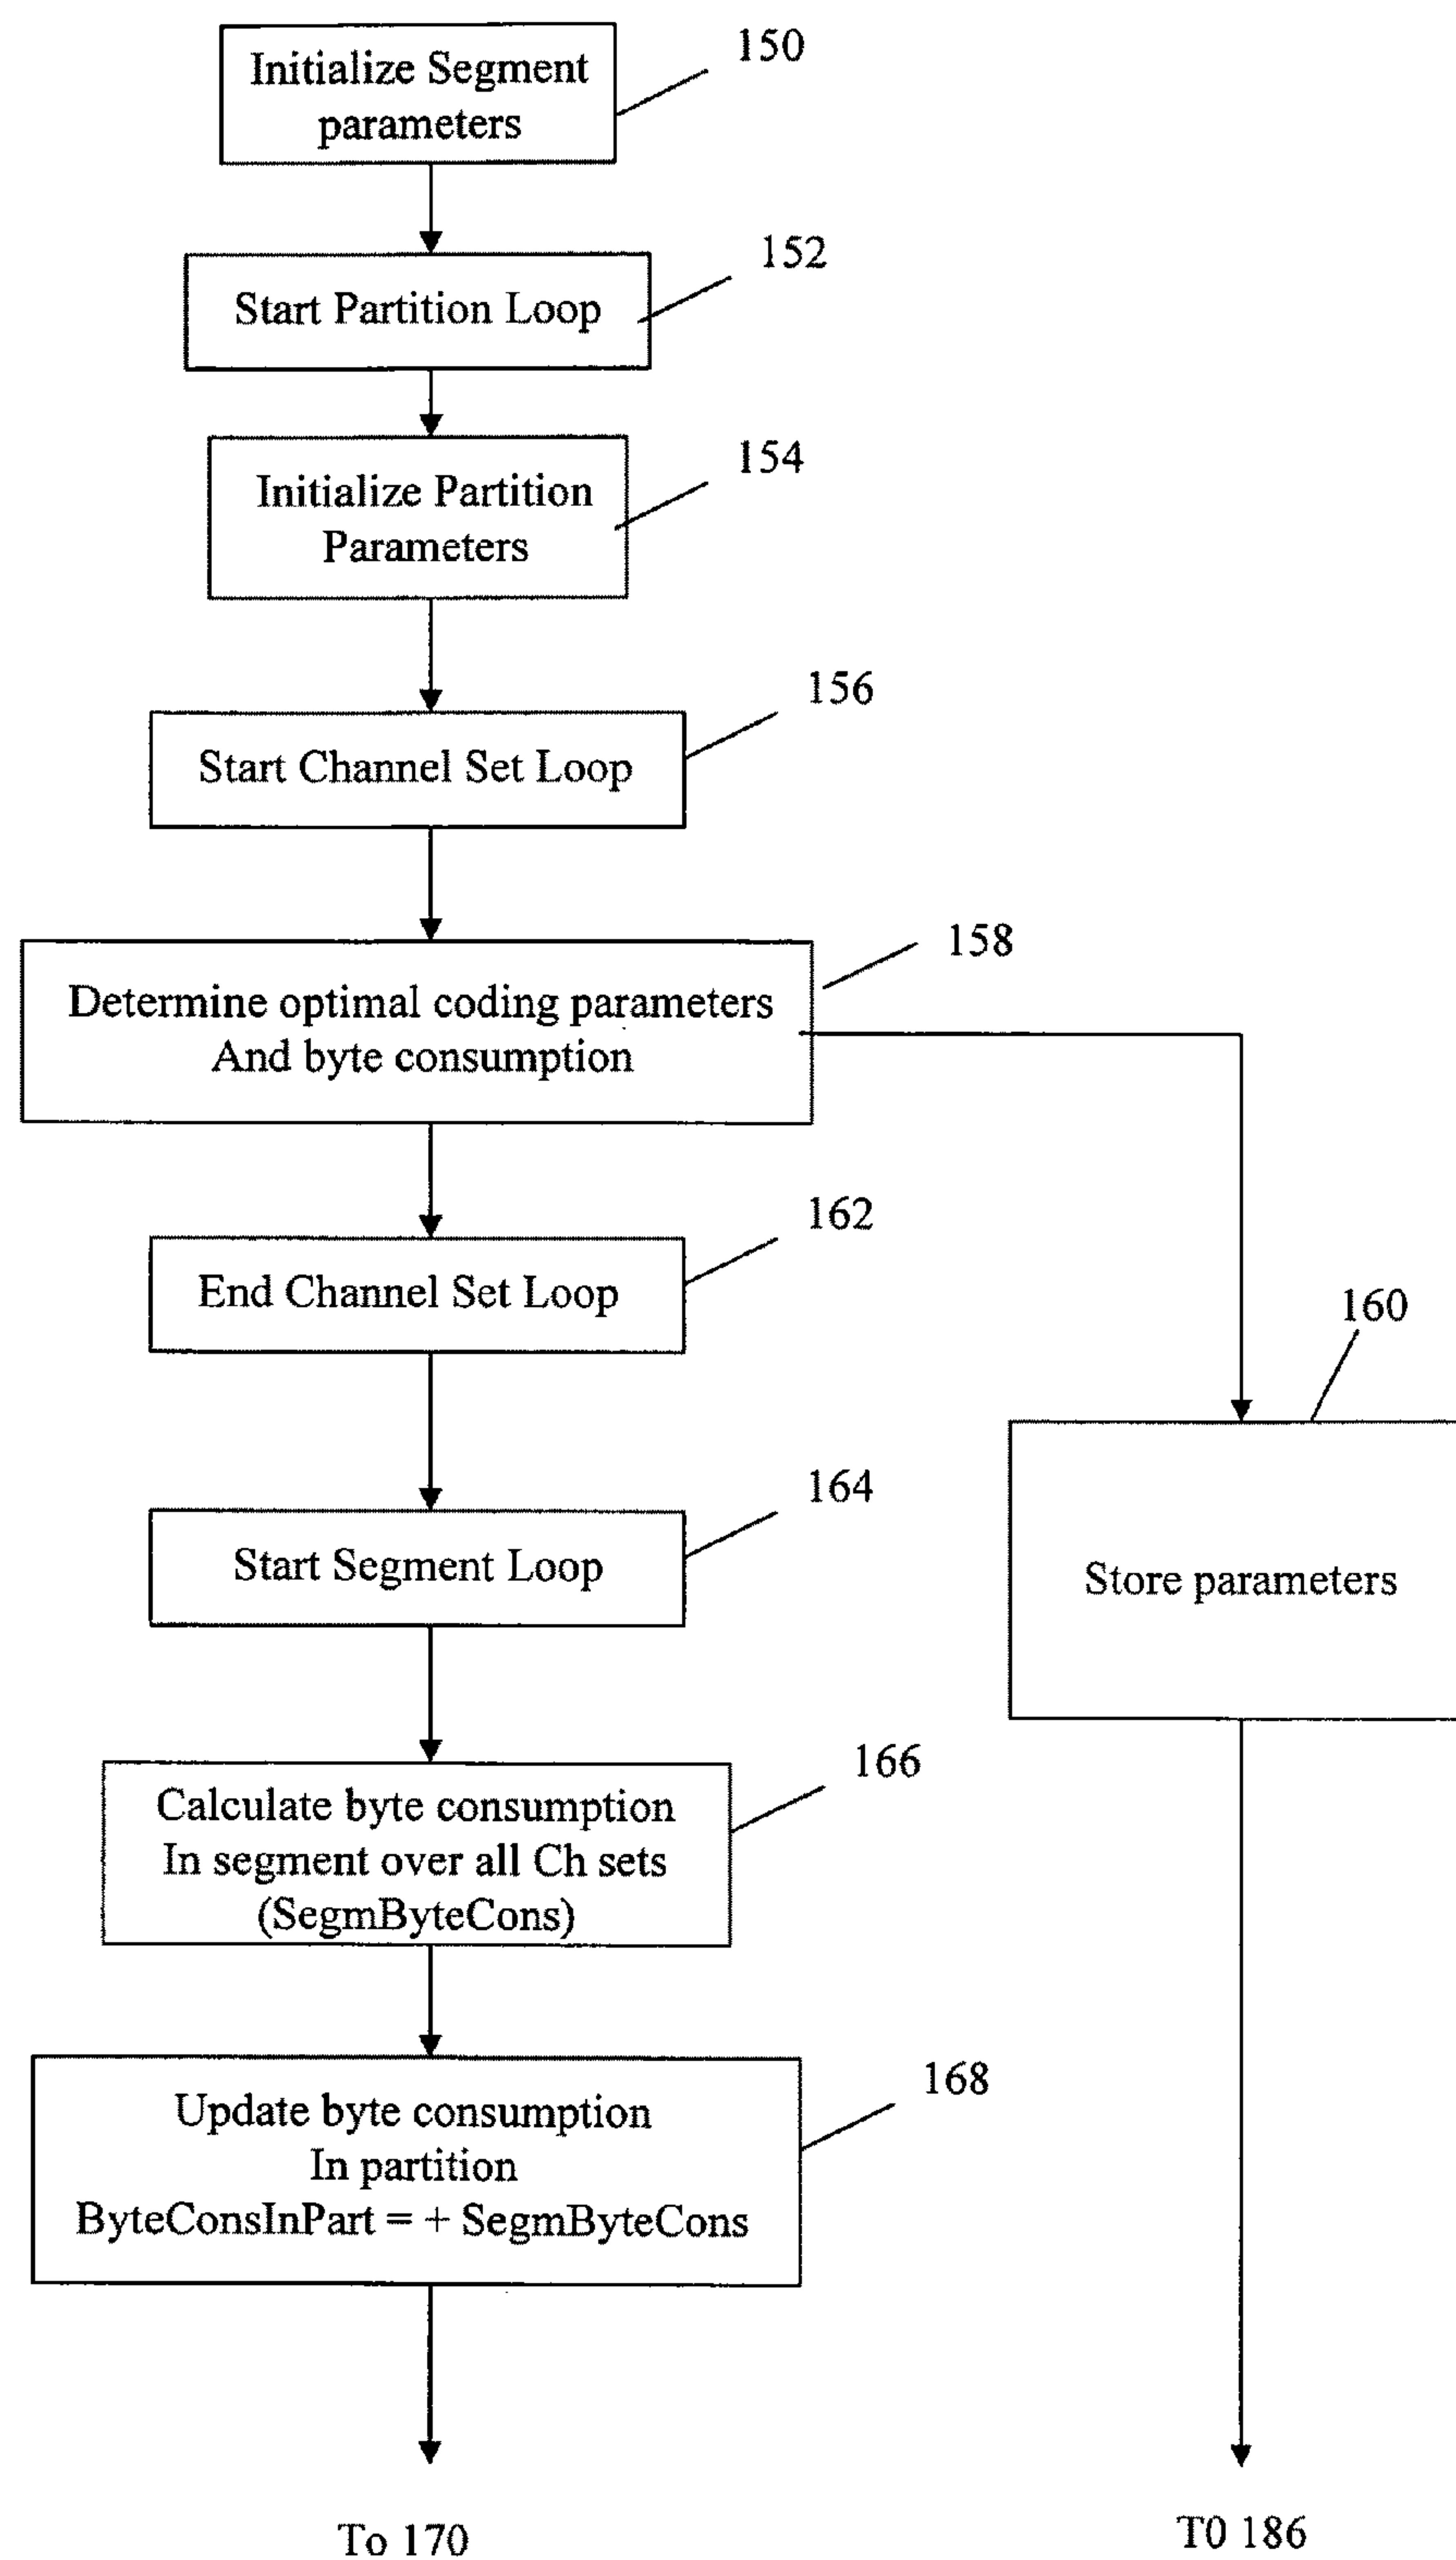 150
Initialize Segment
parameters
152
Start Partition Loop
154
Initialize Partition
Parameters
156
Start Channel Set Loop
158
Determine optimal coding parameters
And byte consumption
162
End Channel Set Loop
160
164
Start Segment Loop
Store parameters
166
Calculate byte consumption
In segment over all Ch sets
(SegmByteCons)
168
Update byte consumption
In partition
ByteConsInPart = + SegmByteCons
To 170
T0 186